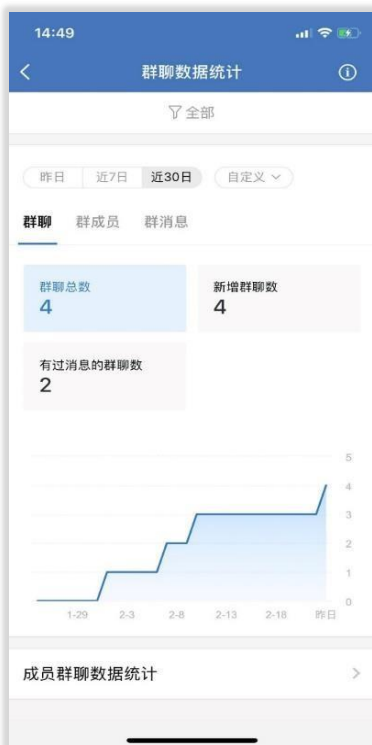 14:49
群聊数据统计
全部
昨日 近7日 近30日 自定义
群聊 群成员 群消息
群聊总数 新增群聊数
4 4
有过消息的群聊数
2
5
4
3
2
1
0
1-29 2-3 2-8 2-13 2-18 昨日
成员群聊数据统计